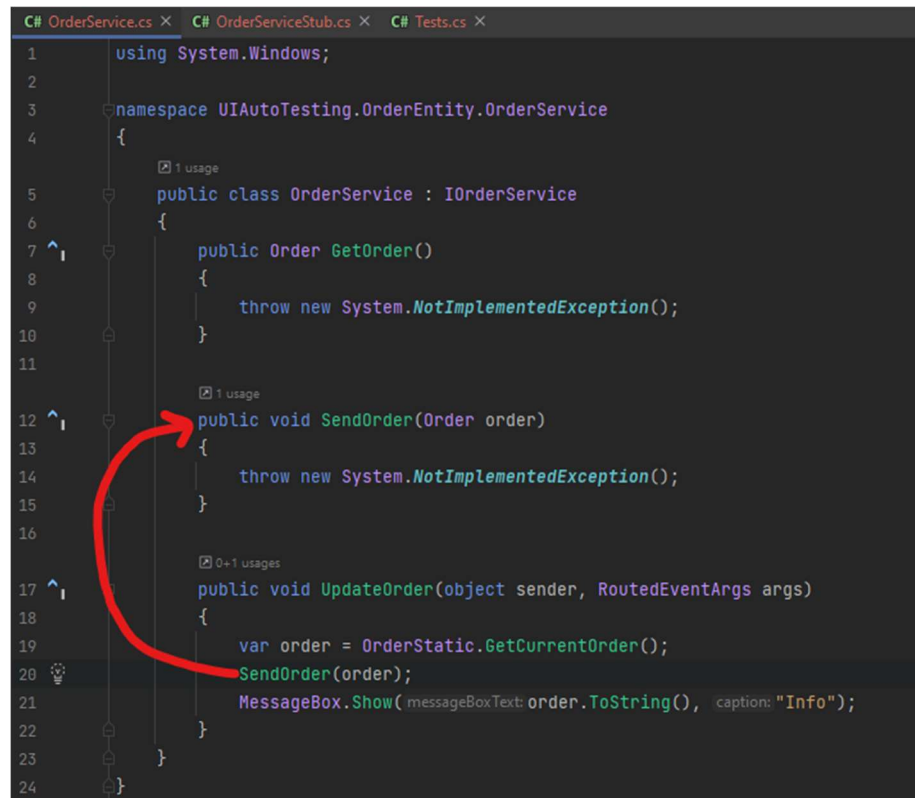 C# OrderService.cs × C# OrderServiceStub.cs × C# Tests.cs ×
1 using System.Windows;
2
3 namespace UIAutoTesting.OrderEntity.OrderService
4 {
1 usage
5 public class OrderService : IOrderService
6 {
7 public Order GetOrder()
8 {
9 throw new System.NotImplementedException();
10 }
11
1 usage
12 public void SendOrder(Order order)
13 {
14 throw new System.NotImplementedException();
15 }
16
0+1 usages
17 public void UpdateOrder(object sender, RoutedEventArgs args)
18 {
19 var order = OrderStatic.GetCurrentOrder();
20 SendOrder(order);
21 MessageBox.Show( messageBoxText: order.ToString(), caption: "Info");
22 }
23 }
24 }